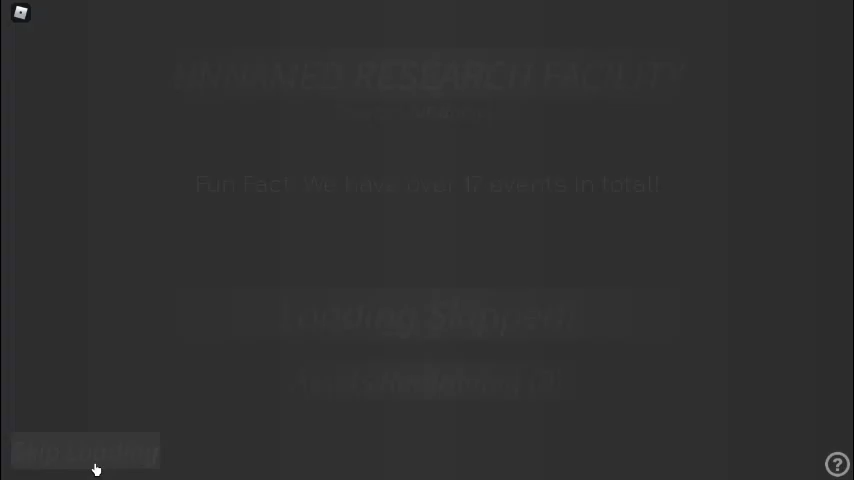 UNNAMED RESEARCH FACILITY
Fun Fact: We have over 17 events in total!
Loading Skipped!
Skip Loading
?